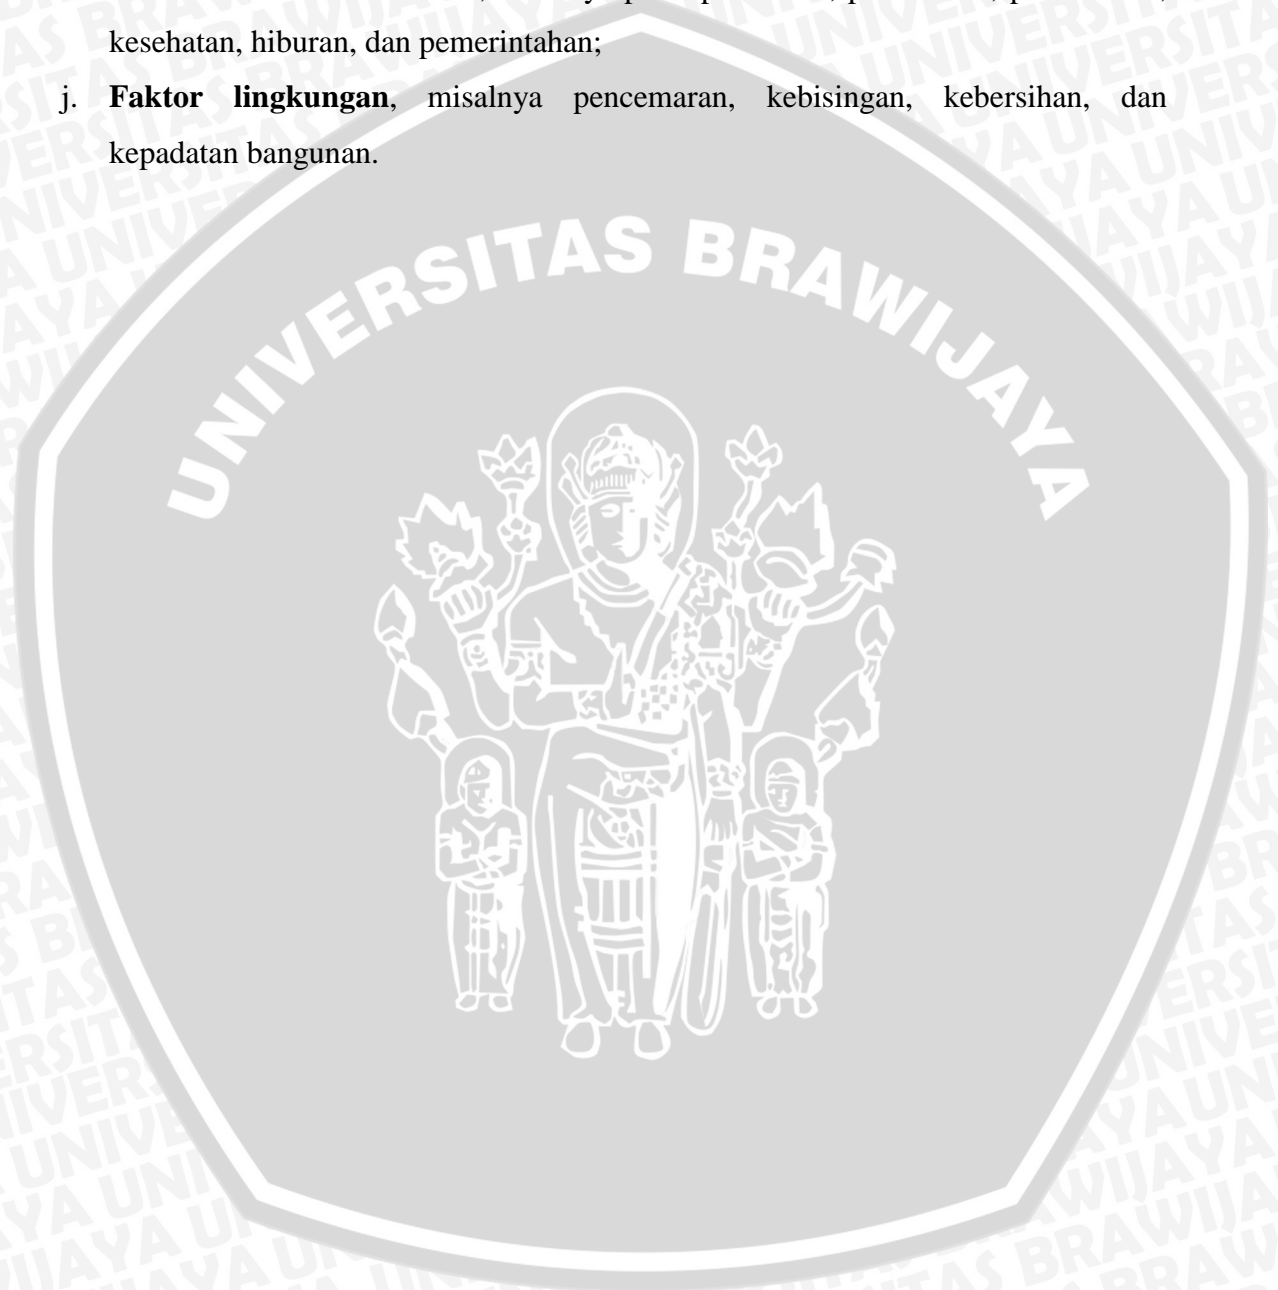 kesehatan, hiburan, dan pemerintahan;
j. Faktor lingkungan, misalnya pencemaran, kebisingan, kebersihan, dan
kepadatan bangunan.
UNIVERSITAS BRAWIJAYA